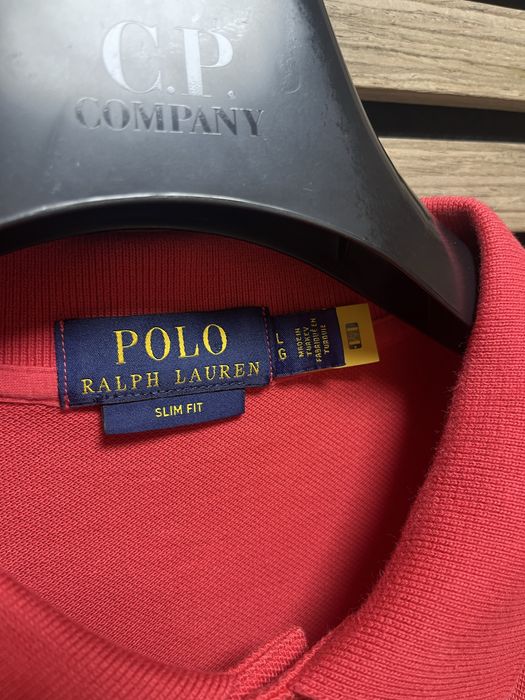 C.P.
COMPANY
POLO
RALPH LAUREN
SLIM FIT
L
G
MADE IN
TURKEY
FABRIQUÉ EN
TURQUIE